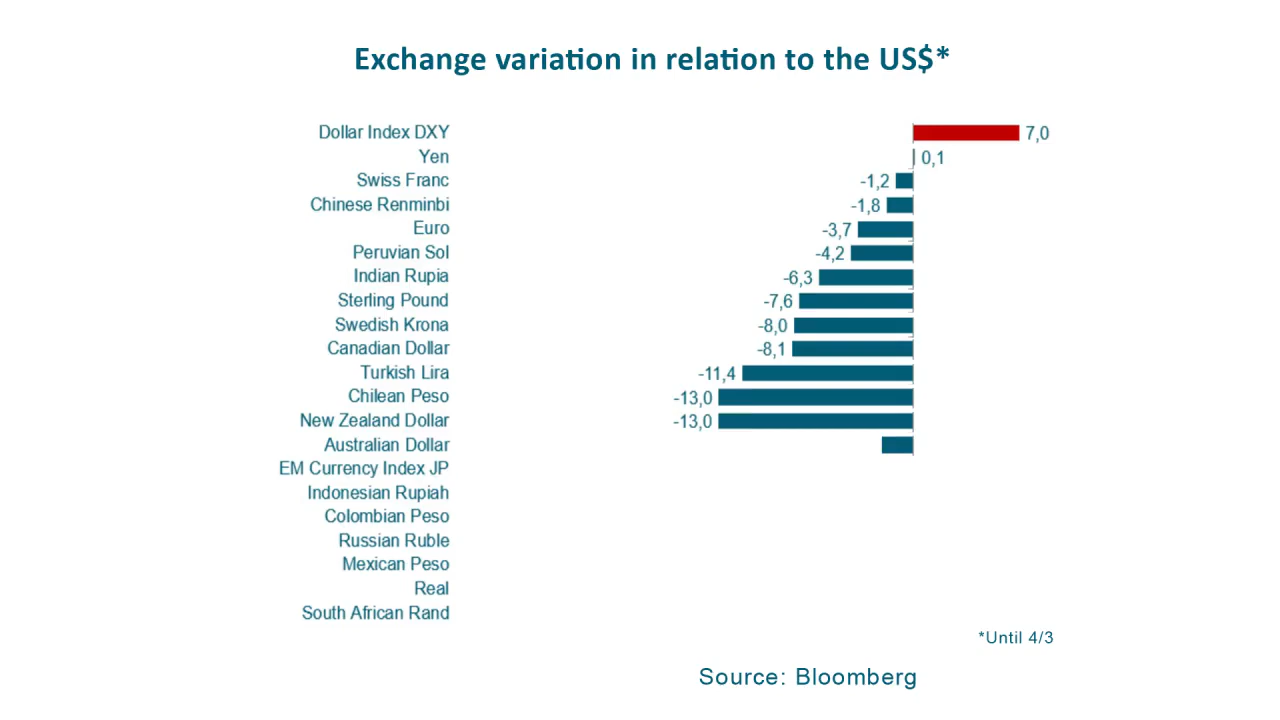 Exchange variation in relation to the US$*
Dollar Index DXY 7,0
Yen 0,1
Swiss Franc -1,2
Chinese Renminbi -1,8
Euro -3,7
Peruvian Sol -4,2
Indian Rupia -6,3
Sterling Pound -7,6
Swedish Krona -8,0
Canadian Dollar -8,1
Turkish Lira -11,4
Chilean Peso -13,0
New Zealand Dollar -13,0
Australian Dollar
EM Currency Index JP
Indonesian Rupiah
Colombian Peso
Russian Ruble
Mexican Peso
Real
South African Rand
*Until 4/3
Source: Bloomberg